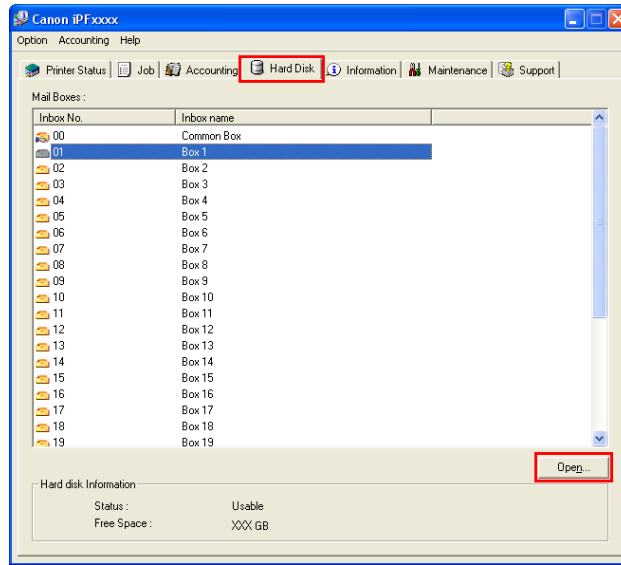 Canon iPFxxxx
Option Accounting Help
Printer Status Job Accounting Hard Disk Information Maintenance Support
Mail Boxes :
Inbox No. Inbox name
00 Common Box
01 Box 1
02 Box 2
03 Box 3
04 Box 4
05 Box 5
06 Box 6
07 Box 7
08 Box 8
09 Box 9
10 Box 10
11 Box 11
12 Box 12
13 Box 13
14 Box 14
15 Box 15
16 Box 16
17 Box 17
18 Box 18
19 Box 19
Open...
Hard disk Information
Status : Usable
Free Space : XXX GB